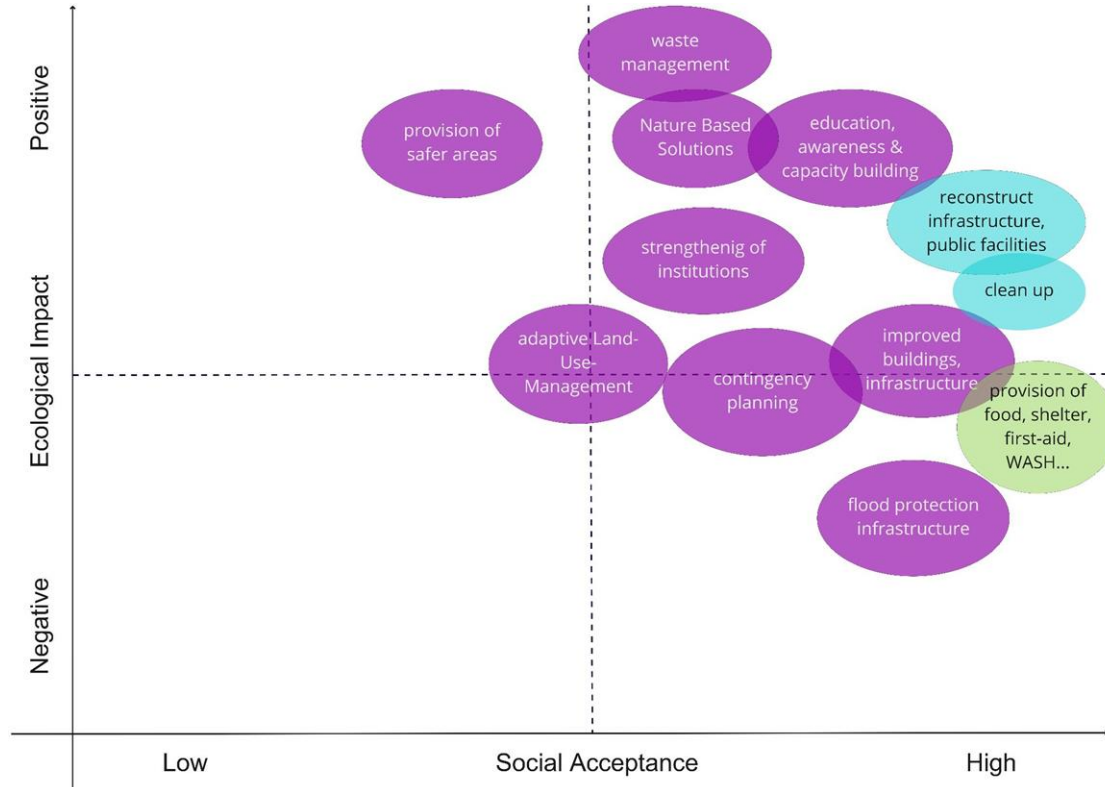 Positive
Ecological Impact
Negative
waste
management
provision of
safer areas
Nature Based
Solutions
education,
awareness &
capacity building
reconstruct
infrastructure,
public facilities
strengthenig of
institutions
clean up
adaptive Land-
Use-
Management
contingency
planning
improved
buildings,
infrastructure
provision of
food, shelter,
first-aid,
WASH...
flood protection
infrastructure
Low
Social Acceptance
High